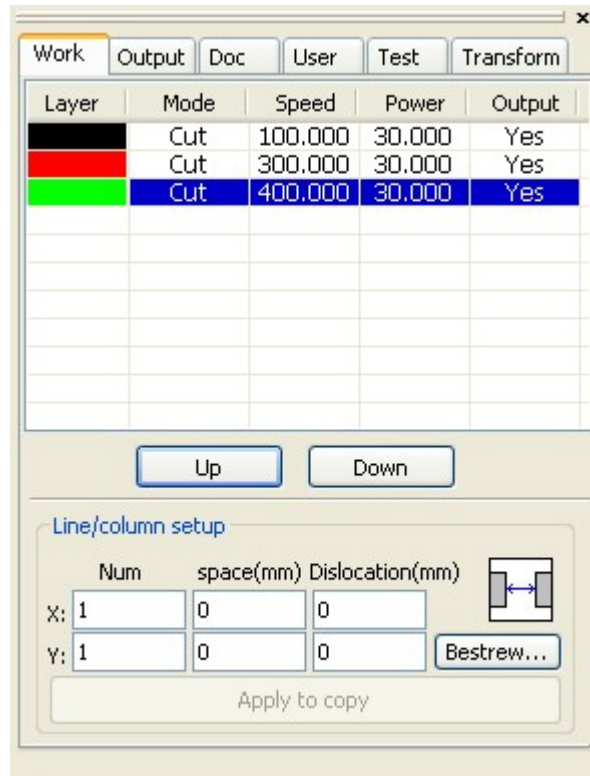 x
Work Output Doc User Test Transform
Layer Mode Speed Power Output
Cut 100.000 30.000 Yes
Cut 300.000 30.000 Yes
Cut 400.000 30.000 Yes
Up Down
Line/column setup
Num space(mm) Dislocation(mm)
X: 1 0 0
Y: 1 0 0 Bestrew...
Apply to copy